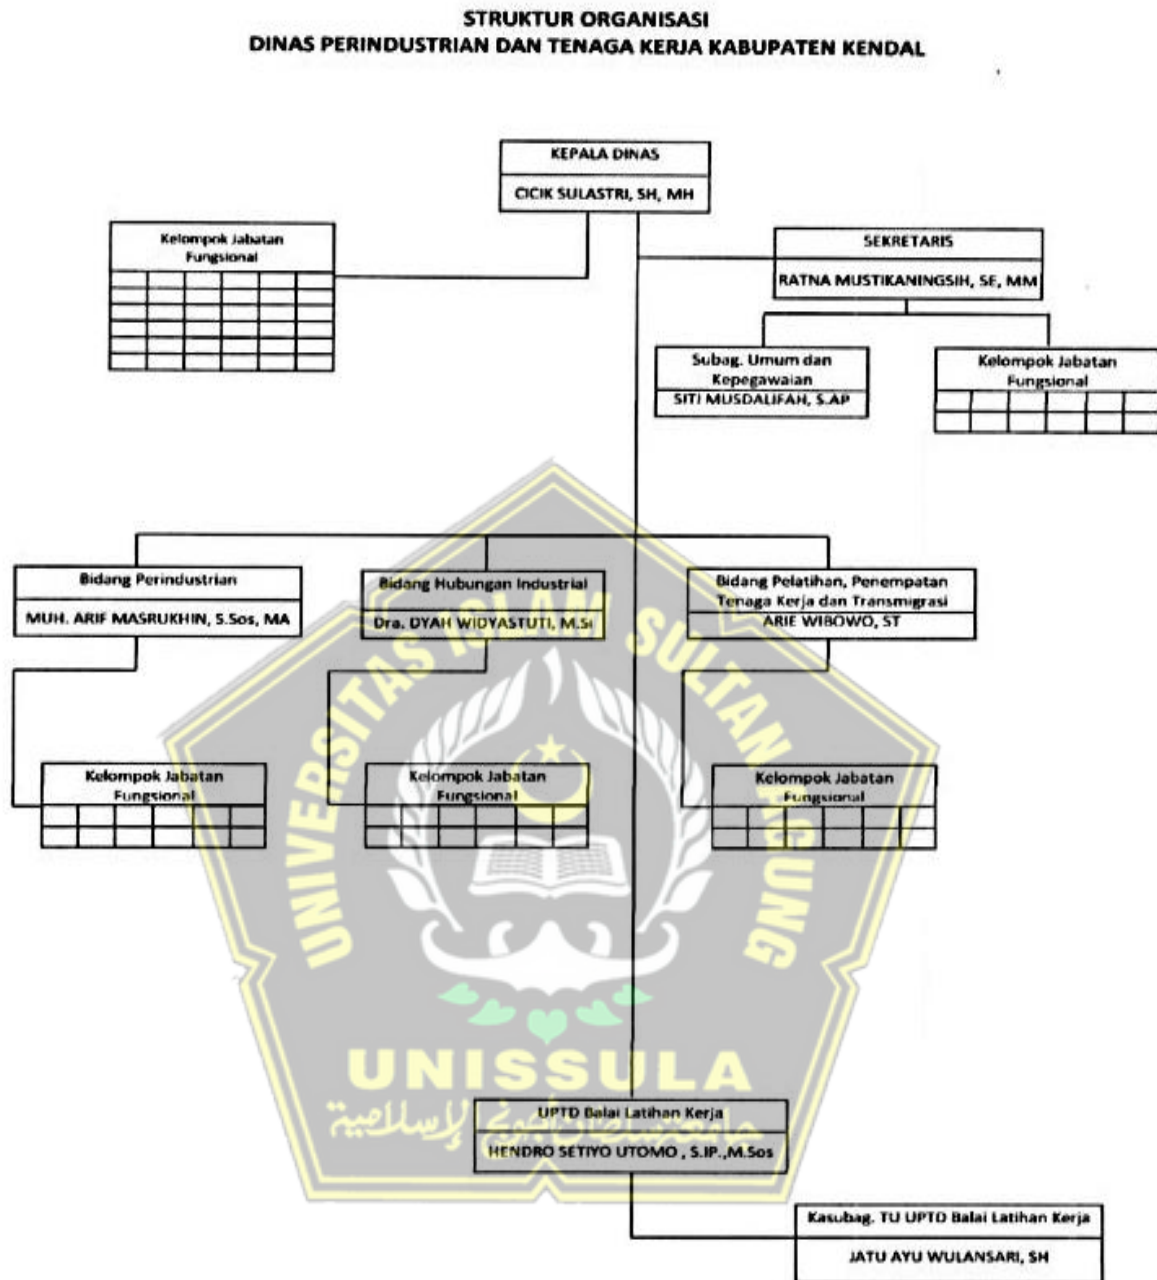 STRUKTUR ORGANISASI
DINAS PERINDUSTRIAN DAN TENAGA KERJA KABUPATEN KENDAL
KEPALA DINAS
CICIK SULASTRI, SH, MH
Kelompok Jabatan
Fungsional
SEKRETARIS
RATNA MUSTIKANINGSIH, SE, MM
Subag. Umum dan
Kepegawaian
SITI MUSDALIFAH, S.AP
Kelompok Jabatan
Fungsional
Bidang Perindustrian
MUH. ARIF MASRUKHIN, S.Sos, MA
Bidang Hubungan Industrial
Dra. DYAH WIDYASTUTI, M.Si
Bidang Pelatihan, Penempatan
Tenaga Kerja dan Transmigrasi
ARIE WIBOWO, ST
Kelompok Jabatan
Fungsional
Kelompok Jabatan
Fungsional
Kelompok Jabatan
Fungsional
UNIVERSITAS ISLAM SULTAN AGUNG
UNISSULA
جامعة سلطان أجونج الإسلامية
UPTD Balai Latihan Kerja
HENDRO SETIYO UTOMO , S.IP.,M.Sos
Kasubag. TU UPTD Balai Latihan Kerja
JATU AYU WULANSARI, SH